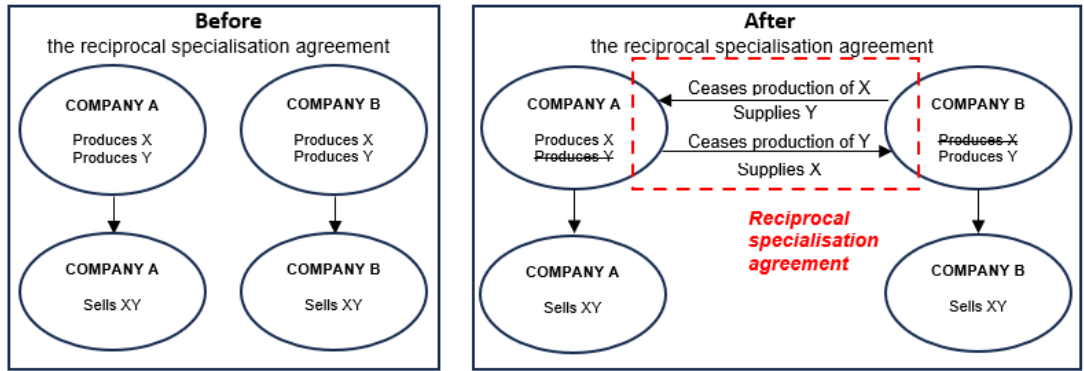 Before
the reciprocal specialisation agreement
COMPANY A
Produces X
Produces Y
COMPANY B
Produces X
Produces Y
COMPANY A
Sells XY
COMPANY B
Sells XY
After
the reciprocal specialisation agreement
COMPANY A
Produces X
Produces Y
Ceases production of X
Supplies Y
Ceases production of Y
Supplies X
COMPANY B
Produces X
Produces Y
Reciprocal
specialisation
agreement
COMPANY A
Sells XY
COMPANY B
Sells XY